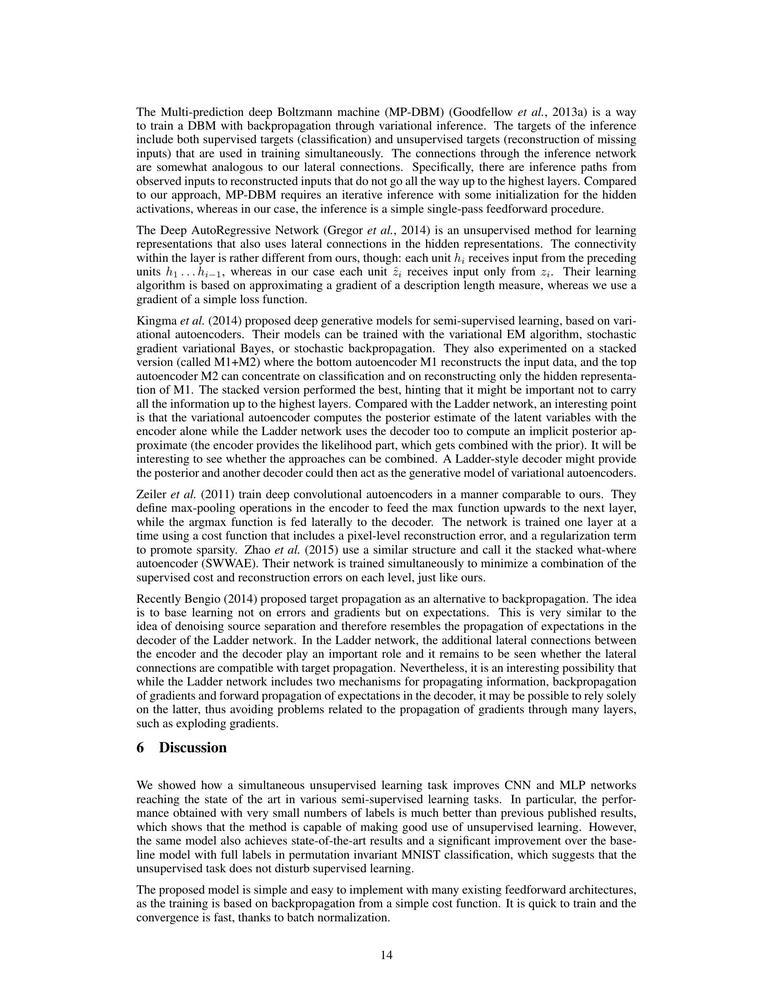 The Multi-prediction deep Boltzmann machine (MP-DBM) (Goodfellow et al., 2013a) is a way
to train a DBM with backpropagation through variational inference. The targets of the inference
include both supervised targets (classification) and unsupervised targets (reconstruction of missing
inputs) that are used in training simultaneously. The connections through the inference network
are somewhat analogous to our lateral connections. Specifically, there are inference paths from
observed inputs to reconstructed inputs that do not go all the way up to the highest layers. Compared
to our approach, MP-DBM requires an iterative inference with some initialization for the hidden
activations, whereas in our case, the inference is a simple single-pass feedforward procedure.
The Deep AutoRegressive Network (Gregor et al., 2014) is an unsupervised method for learning
representations that also uses lateral connections in the hidden representations. The connectivity
within the layer is rather different from ours, though: each unit h_i receives input from the preceding
units h_1 . . . h_{i−1}, whereas in our case each unit ẑ_i receives input only from z_i. Their learning
algorithm is based on approximating a gradient of a description length measure, whereas we use a
gradient of a simple loss function.
Kingma et al. (2014) proposed deep generative models for semi-supervised learning, based on vari-
ational autoencoders. Their models can be trained with the variational EM algorithm, stochastic
gradient variational Bayes, or stochastic backpropagation. They also experimented on a stacked
version (called M1+M2) where the bottom autoencoder M1 reconstructs the input data, and the top
autoencoder M2 can concentrate on classification and on reconstructing only the hidden representa-
tion of M1. The stacked version performed the best, hinting that it might be important not to carry
all the information up to the highest layers. Compared with the Ladder network, an interesting point
is that the variational autoencoder computes the posterior estimate of the latent variables with the
encoder alone while the Ladder network uses the decoder too to compute an implicit posterior ap-
proximate (the encoder provides the likelihood part, which gets combined with the prior). It will be
interesting to see whether the approaches can be combined. A Ladder-style decoder might provide
the posterior and another decoder could then act as the generative model of variational autoencoders.
Zeiler et al. (2011) train deep convolutional autoencoders in a manner comparable to ours. They
define max-pooling operations in the encoder to feed the max function upwards to the next layer,
while the argmax function is fed laterally to the decoder. The network is trained one layer at a
time using a cost function that includes a pixel-level reconstruction error, and a regularization term
to promote sparsity. Zhao et al. (2015) use a similar structure and call it the stacked what-where
autoencoder (SWWAE). Their network is trained simultaneously to minimize a combination of the
supervised cost and reconstruction errors on each level, just like ours.
Recently Bengio (2014) proposed target propagation as an alternative to backpropagation. The idea
is to base learning not on errors and gradients but on expectations. This is very similar to the
idea of denoising source separation and therefore resembles the propagation of expectations in the
decoder of the Ladder network. In the Ladder network, the additional lateral connections between
the encoder and the decoder play an important role and it remains to be seen whether the lateral
connections are compatible with target propagation. Nevertheless, it is an interesting possibility that
while the Ladder network includes two mechanisms for propagating information, backpropagation
of gradients and forward propagation of expectations in the decoder, it may be possible to rely solely
on the latter, thus avoiding problems related to the propagation of gradients through many layers,
such as exploding gradients.
6 Discussion
We showed how a simultaneous unsupervised learning task improves CNN and MLP networks
reaching the state of the art in various semi-supervised learning tasks. In particular, the perfor-
mance obtained with very small numbers of labels is much better than previous published results,
which shows that the method is capable of making good use of unsupervised learning. However,
the same model also achieves state-of-the-art results and a significant improvement over the base-
line model with full labels in permutation invariant MNIST classification, which suggests that the
unsupervised task does not disturb supervised learning.
The proposed model is simple and easy to implement with many existing feedforward architectures,
as the training is based on backpropagation from a simple cost function. It is quick to train and the
convergence is fast, thanks to batch normalization.
14